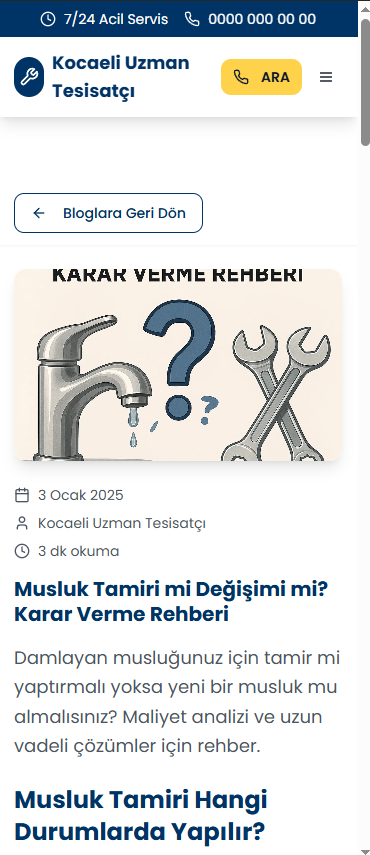 7/24 Acil Servis 0000 000 00 00
Kocaeli Uzman
Tesisatçı
ARA
Bloglara Geri Dön
KARAR VERME REHBERİ
3 Ocak 2025
Kocaeli Uzman Tesisatçı
3 dk okuma
Musluk Tamiri mi Değişimi mi?
Karar Verme Rehberi
Damlayan musluğunuz için tamir mi
yaptırmalı yoksa yeni bir musluk mu
almalısınız? Maliyet analizi ve uzun
vadeli çözümler için rehber.
Musluk Tamiri Hangi
Durumlarda Yapılır?